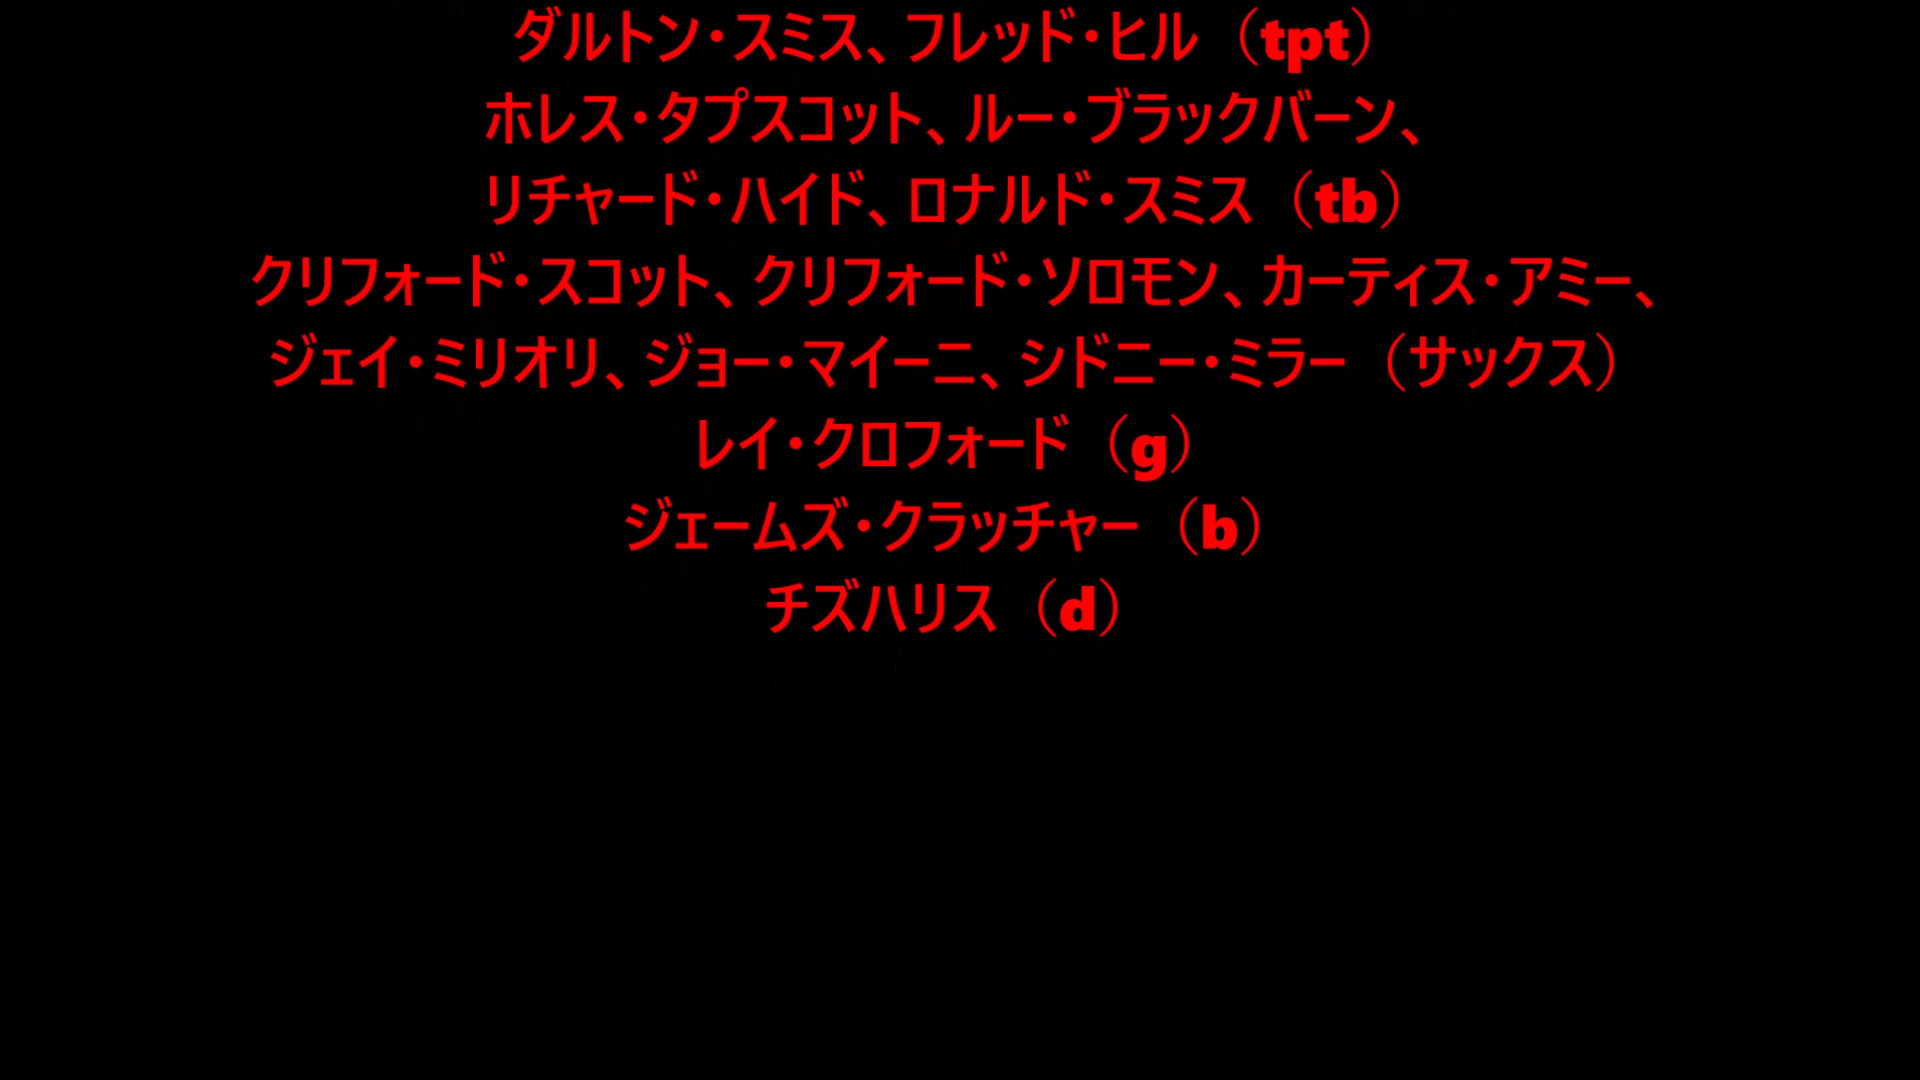 ダルトン・スミス、フレッド・ヒル（tpt）
ホレス・タプスコット、ルー・ブラックバーン、
リチャード・ハイド、ロナルド・スミス（tb）
クリフォード・スコット、クリフォード・ソロモン、カーティス・アミー、
ジェイ・ミリオリ、ジョー・マイーニ、シドニー・ミラー（サックス）
レイ・クロフォード（g）
ジェームズ・クラッチャー（b）
チズハリス（d）